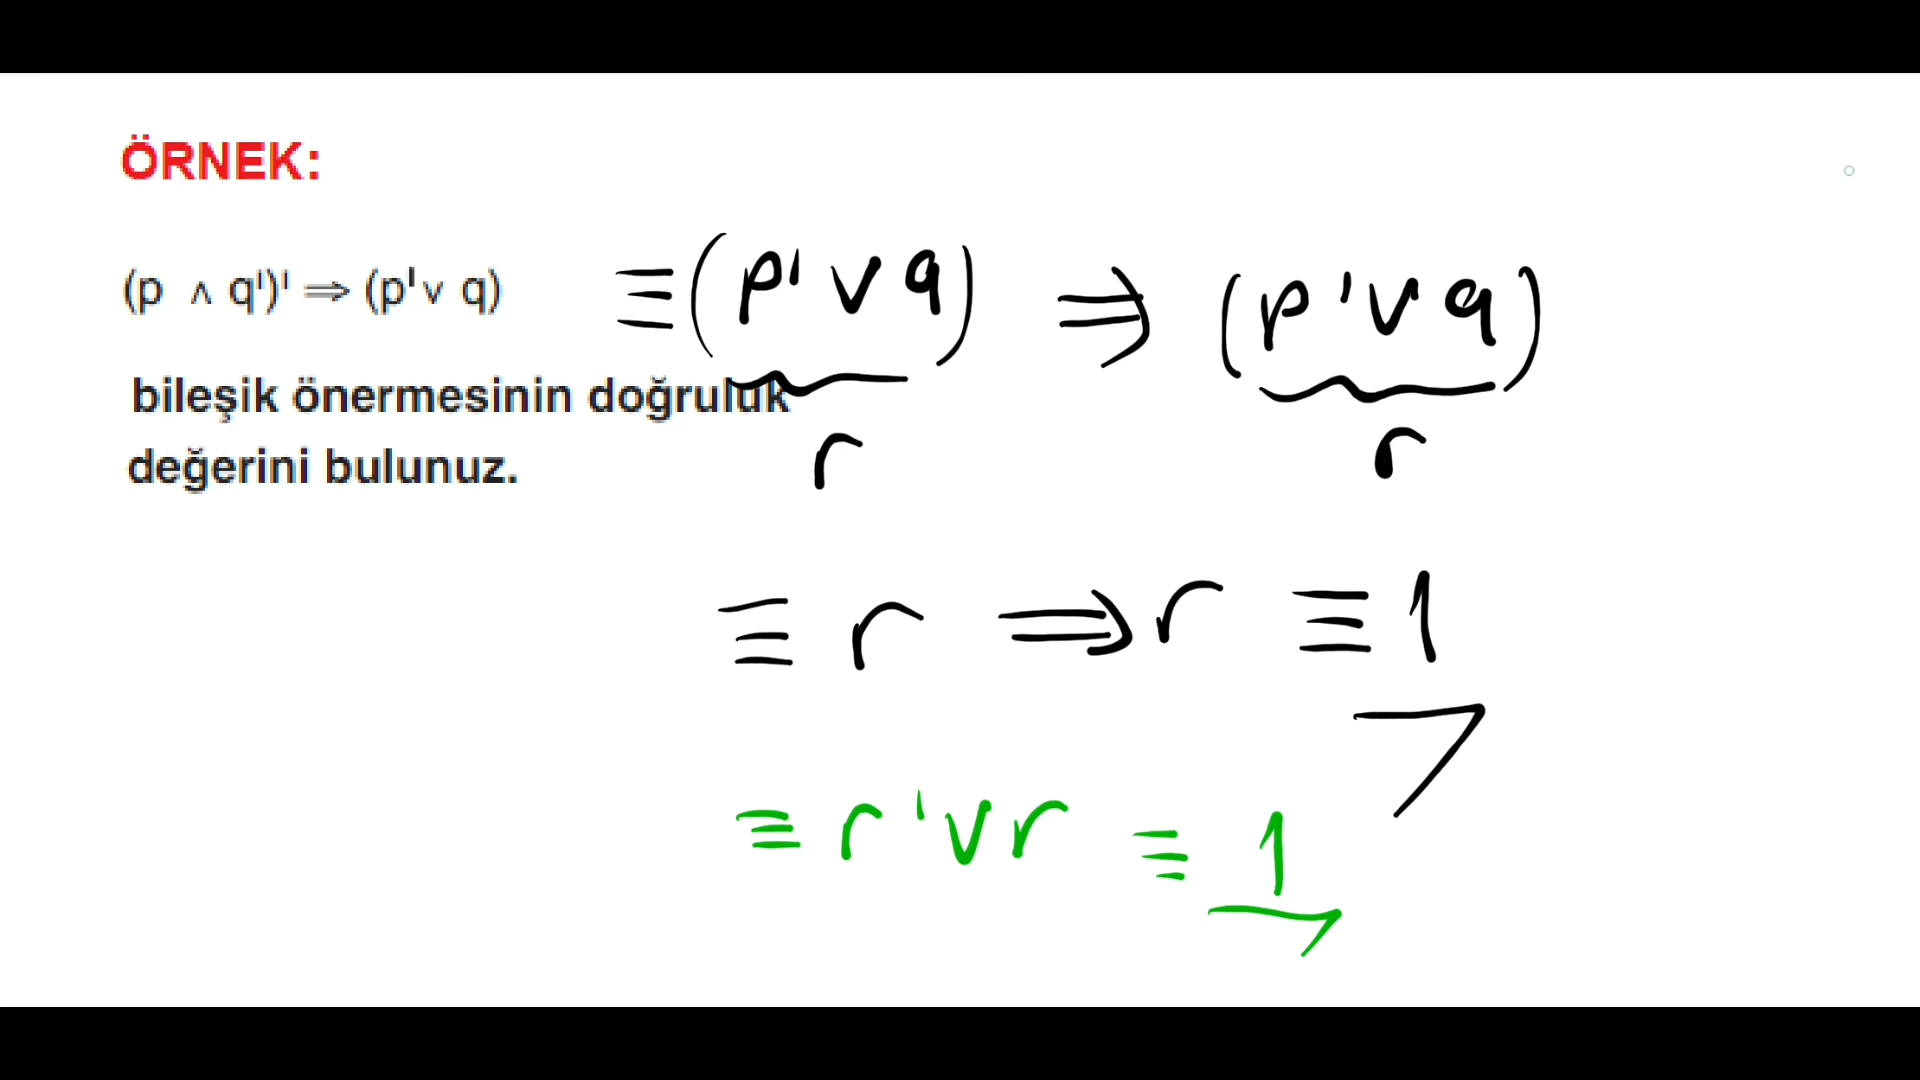 ÖRNEK:
(p ∧ q')' ⇒ (p'∨ q) ≡ (p' ∨ q) ⇒ (p' ∨ q)
bileşik önermesinin doğruluk
r r
değerini bulunuz.
≡ r ⇒ r ≡ 1
≡ r' ∨ r ≡ 1